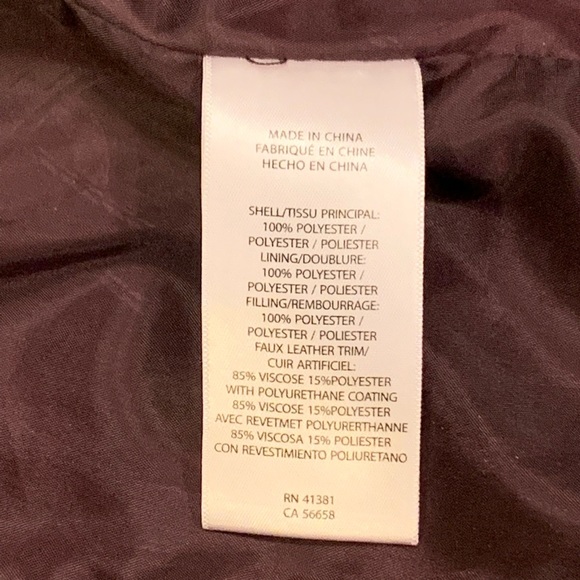 MADE IN CHINA
FABRIQUÉ EN CHINE
HECHO EN CHINA
SHELL/TISSU PRINCIPAL:
100% POLYESTER /
POLYESTER / POLIESTER
LINING/DOUBLURE:
100% POLYESTER /
POLYESTER / POLIESTER
FILLING/REMBOURRAGE:
100% POLYESTER /
POLYESTER / POLIESTER
FAUX LEATHER TRIM/
CUIR ARTIFICIEL:
85% VISCOSE 15%POLYESTER
WITH POLYURETHANE COATING
85% VISCOSE 15%POLYESTER
AVEC REVETMET POLYURERTHANNE
85% VISCOSA 15% POLIESTER
CON REVESTIMIENTO POLIURETANO
RN 41381
CA 56658